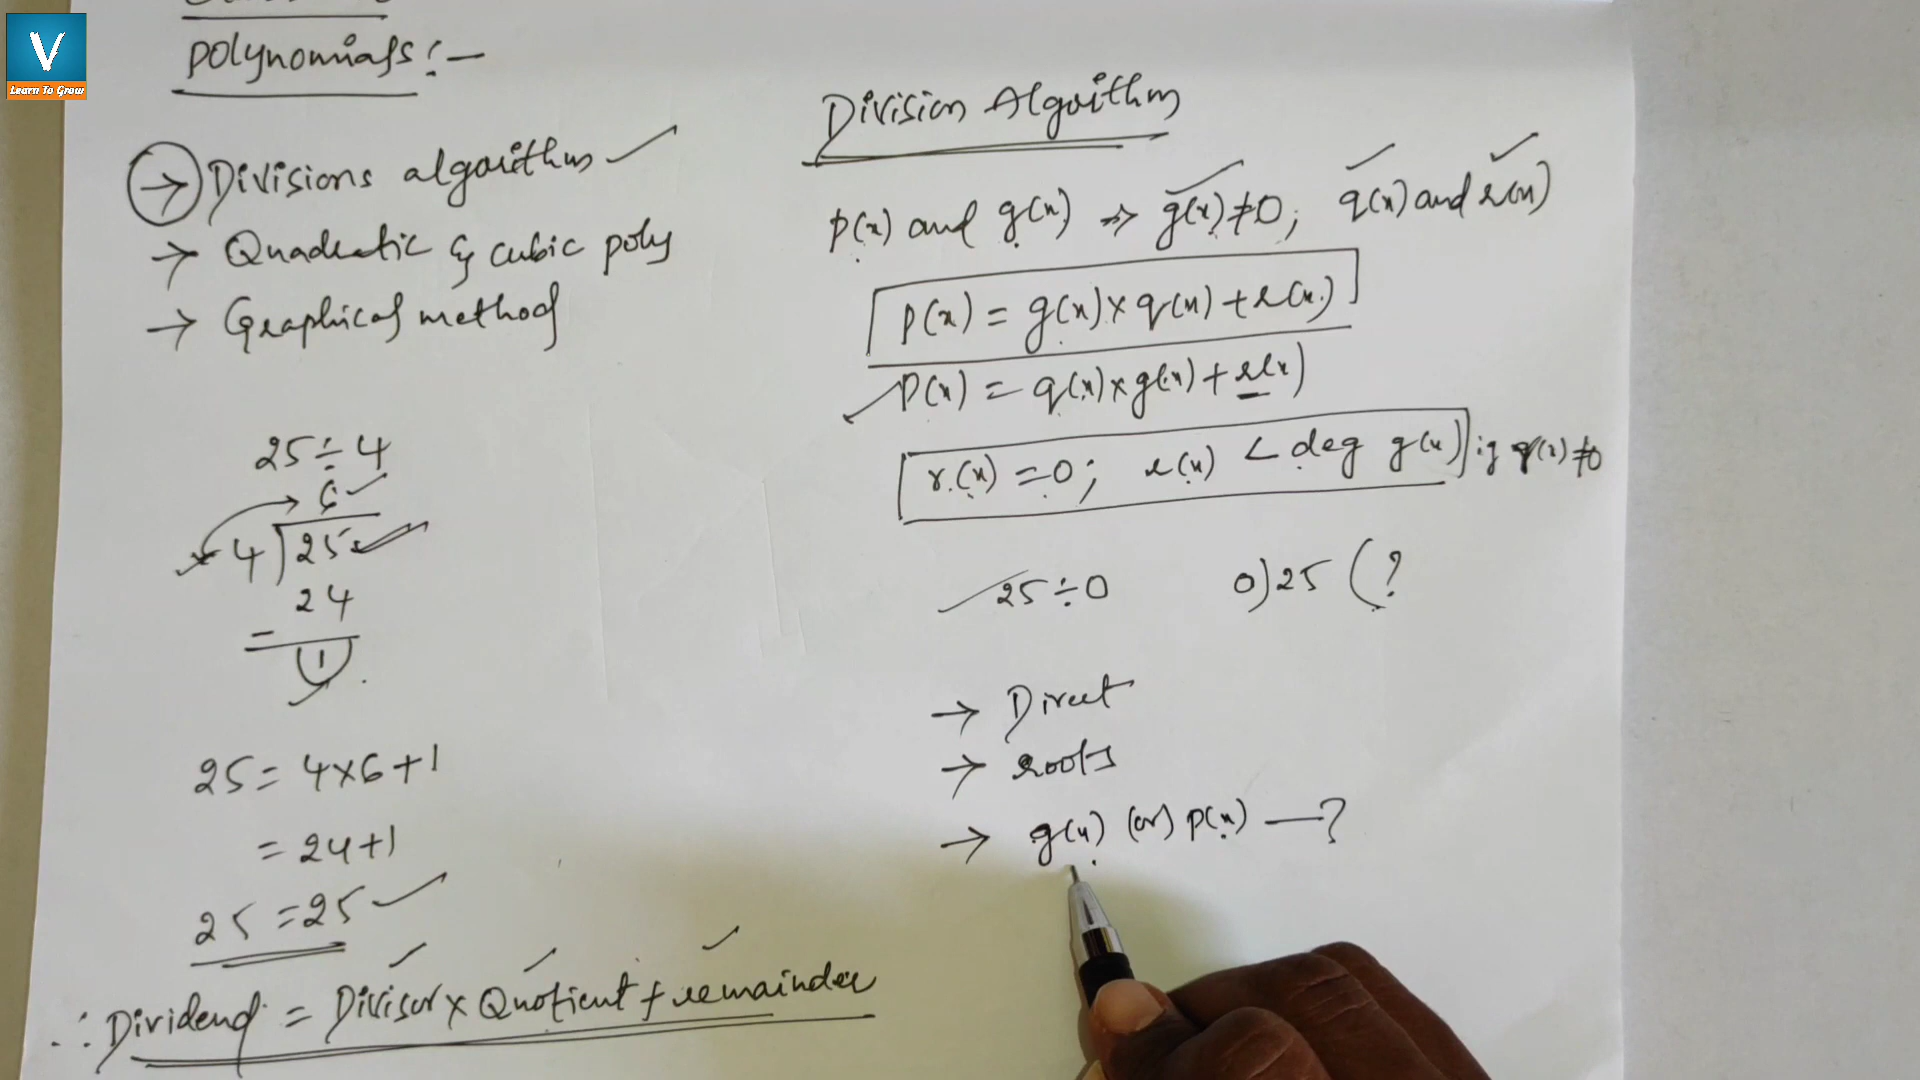 V
Learn To Grow
polynomials:-
→ Divisions algorithm ✓
→ Quadratic & cubic poly
→ Graphical method
25÷4
6 ✓
4)25
24
-
1
25 = 4×6+1
= 24+1
25 = 25 ✓
∴ Dividend = Divisor × Quotient + remainder
Division Algorithm
p(x) and g(x) ⇒ g(x)≠0; q(x) and r(x)
p(x) = g(x)×q(x)+r(x)
✓ p(x) = q(x)×g(x)+r(x)
r(x) = 0; r(x) < deg g(x) if r(x)≠0
25÷0 0)25(?
→ Direct
→ roots
→ g(x) (or) p(x) —?